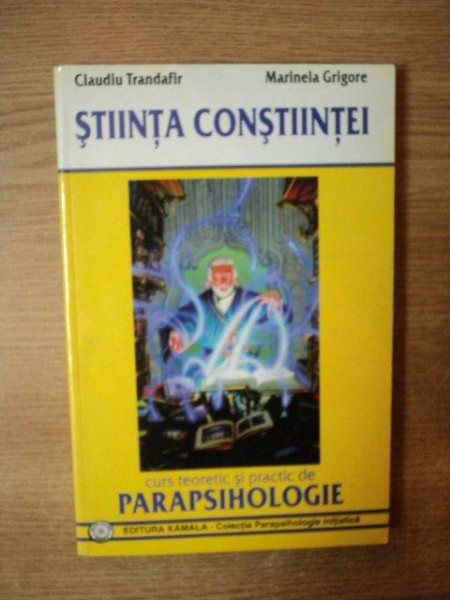 Claudiu Trandafir Marinela Grigore
ŞTIINŢA CONŞTIINŢEI
curs teoretic şi practic de
PARAPSIHOLOGIE
EDITURA KAMALA - Colecţia Parapsihologie iniţiatică